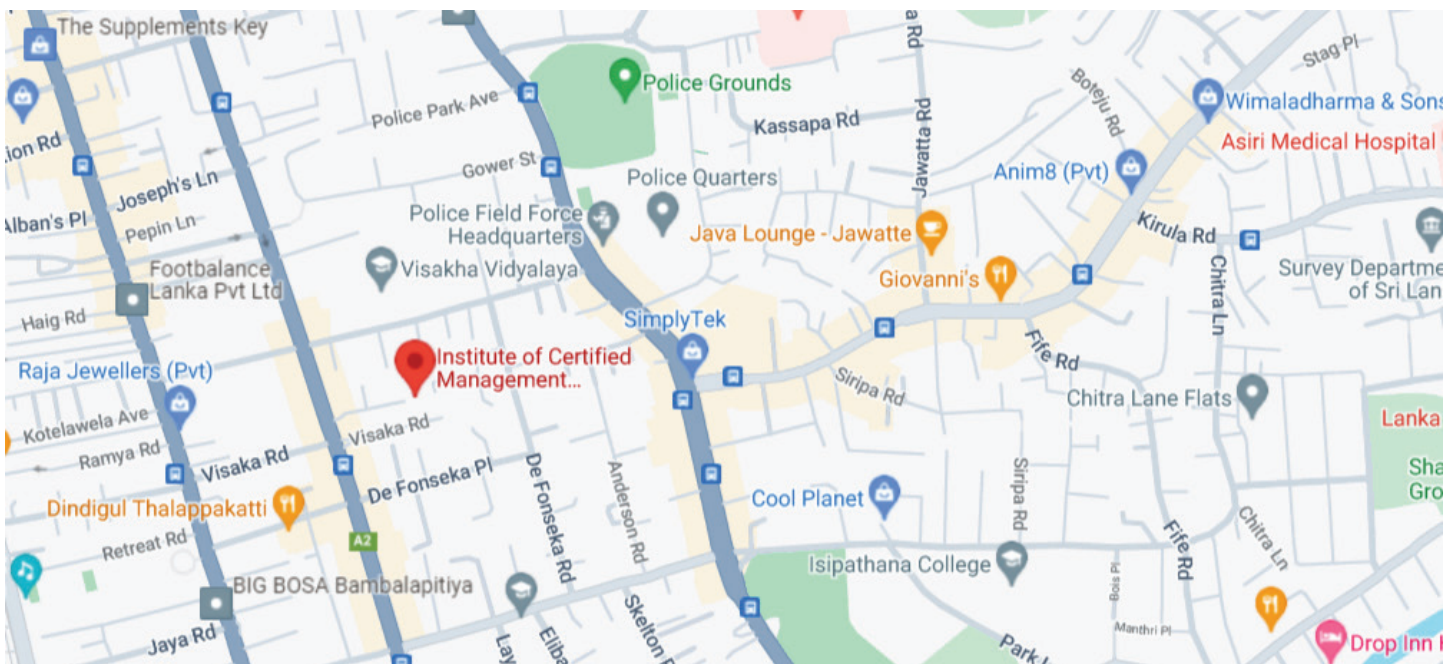 The Supplements Key
Police Park Ave
Police Grounds
Kassapa Rd
Jawatta Rd
Boteju Rd
Stag Pl
Wimaladharma & Sons
Asiri Medical Hospital
Anim8 (Pvt)
Gower St
Joseph's Ln
Alban's Pl
Pepin Ln
Police Quarters
Police Field Force
Headquarters
Java Lounge - Jawatte
Kirula Rd
Visakha Vidyalaya
Footbalance
Lanka Pvt Ltd
Giovanni's
Chitra Ln
Survey Departme
of Sri Lan
Haig Rd
SimplyTek
Fife Rd
Institute of Certified
Management...
Raja Jewellers (Pvt)
Siripa Rd
Chitra Lane Flats
Kotelawela Ave
Visaka Rd
Lanka
Ramya Rd
Visaka Rd
De Fonseka Pl
De Fonseka Rd
Anderson Rd
Siripa Rd
Sha
Gro
Cool Planet
Dindigul Thalappakatti
Chitra Ln
Retreat Rd
A2
Fife Rd
Isipathana College
Bois Pl
BIG BOSA Bambalapitiya
Skelton
Manthri Pl
Jaya Rd
Lay
Eliba
Park
Drop Inn